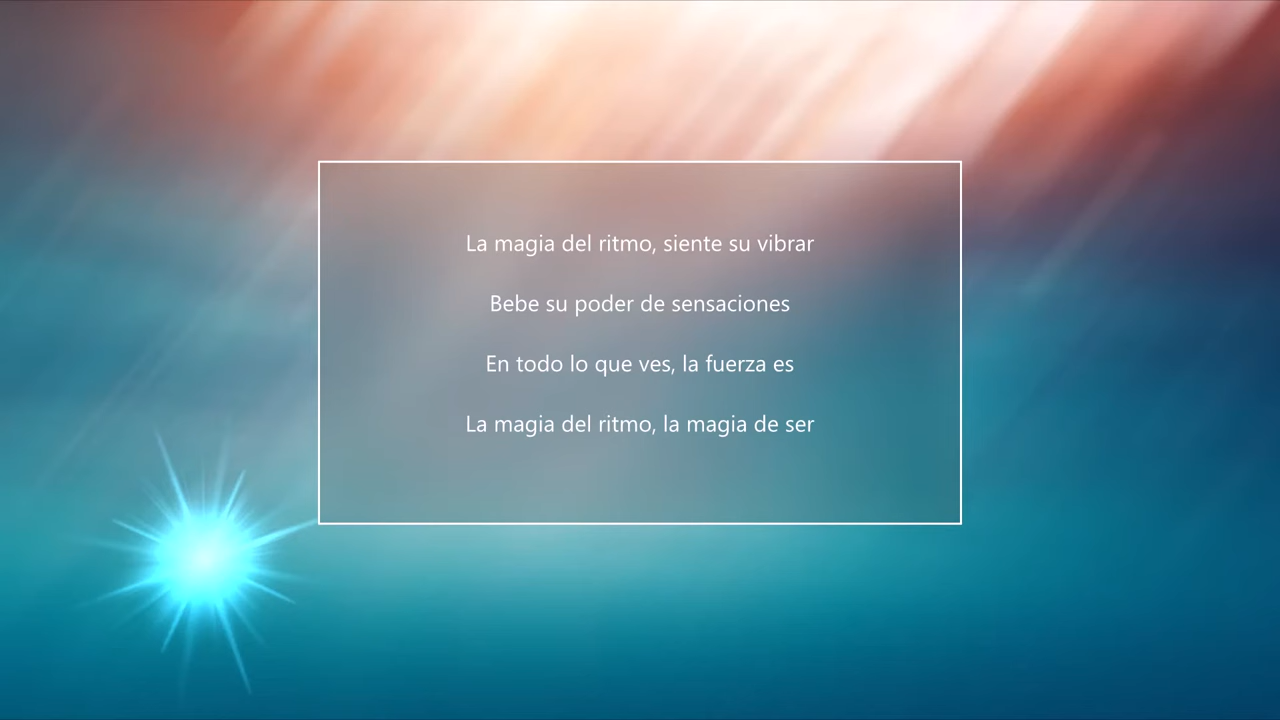 La magia del ritmo, siente su vibrar
Bebe su poder de sensaciones
En todo lo que ves, la fuerza es
La magia del ritmo, la magia de ser